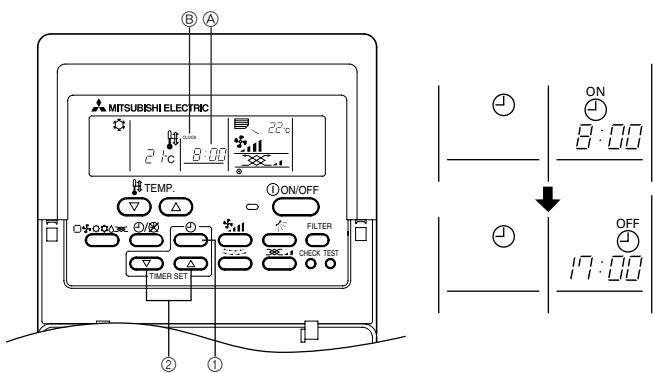 Ⓑ Ⓐ
MITSUBISHI ELECTRIC
22°C
CLOCK
21°C 8:00
TEMP.
ON/OFF
FILTER
CHECK TEST
TIMER SET
② ①
ON
8:00
OFF
17:00